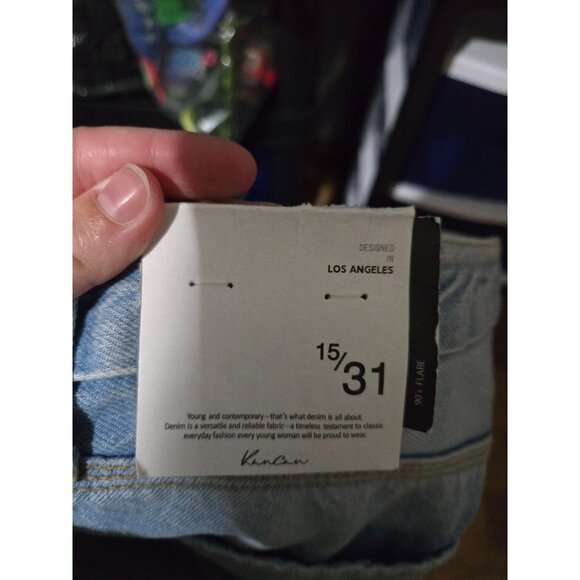 DESIGNED
IN
LOS ANGELES
15/31
90's FLARE
Young and contemporary—that's what denim is all about.
Denim is a versatile and reliable fabric—a timeless testament to classic
everyday fashion every young woman will be proud to wear.
KanCan